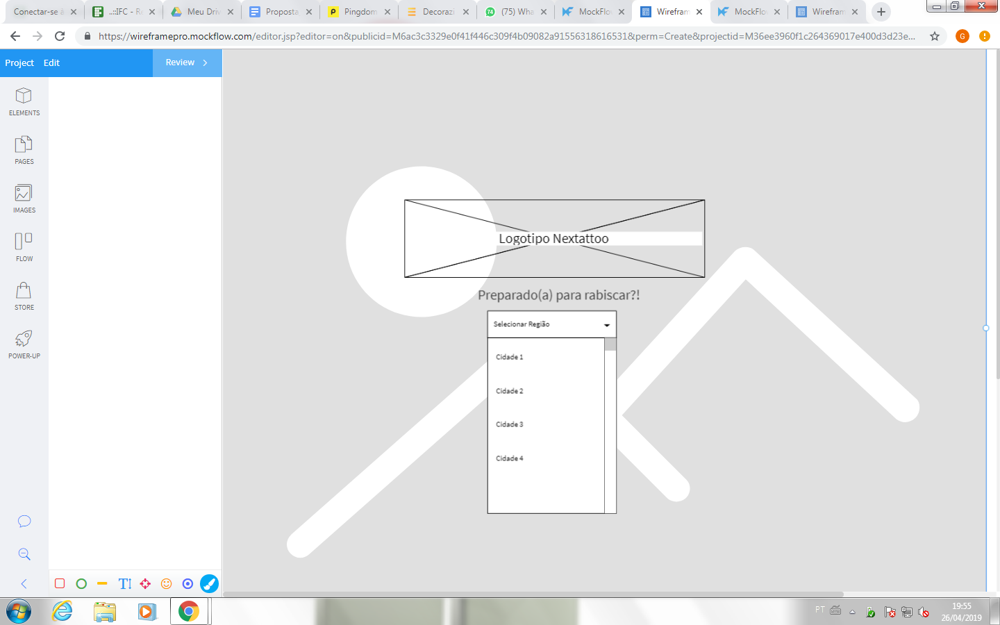 Conectar-se à
..::IFC - Re
Meu Driv
Proposta
Pingdom
Decorazi
(75) Wha
MockFlo
Wirefram
MockFlo
Wirefram
https://wireframepro.mockflow.com/editor.jsp?editor=on&publicid=M6ac3c3329e0f41f446c309f4b09082a91556318616531&perm=Create&projectid=M36ee3960f1c264369017e400d3d23e...
G
Project
Edit
Review
ELEMENTS
PAGES
IMAGES
FLOW
STORE
POWER-UP
Logotipo Nextattoo
Preparado(a) para rabiscar?!
Selecionar Região
Cidade 1
Cidade 2
Cidade 3
Cidade 4
PT
19:55
26/04/2019